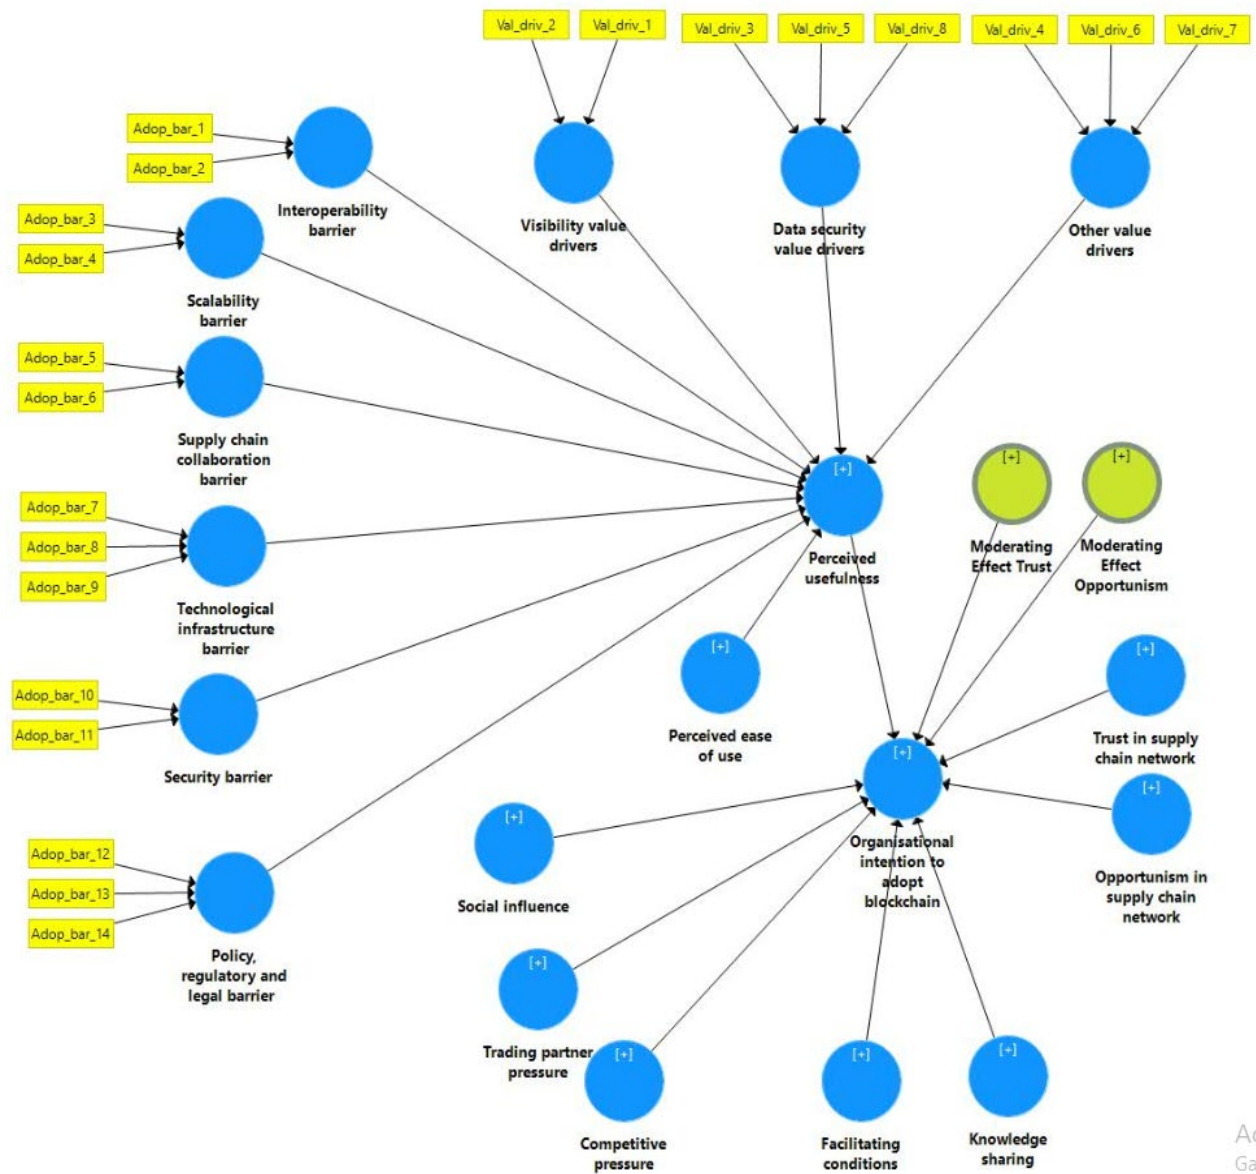 Val_driv_2
Val_driv_1
Val_driv_3
Val_driv_5
Val_driv_8
Val_driv_4
Val_driv_6
Val_driv_7
Adop_bar_1
Adop_bar_2
Interoperability
barrier
Visibility value
drivers
Data security
value drivers
Other value
drivers
Adop_bar_3
Adop_bar_4
Scalability
barrier
Adop_bar_5
Adop_bar_6
Supply chain
collaboration
barrier
[+]
Perceived
usefulness
[+]
Moderating
Effect Trust
[+]
Moderating
Effect
Opportunism
Adop_bar_7
Adop_bar_8
Adop_bar_9
Technological
infrastructure
barrier
[+]
Perceived ease
of use
[+]
Trust in supply
chain network
Adop_bar_10
Adop_bar_11
Security barrier
[+]
Organisational
intention to
adopt
blockchain
[+]
Opportunism in
supply chain
network
[+]
Social influence
Adop_bar_12
Adop_bar_13
Adop_bar_14
Policy,
regulatory and
legal barrier
[+]
Trading partner
pressure
[+]
Competitive
pressure
[+]
Facilitating
conditions
[+]
Knowledge
sharing